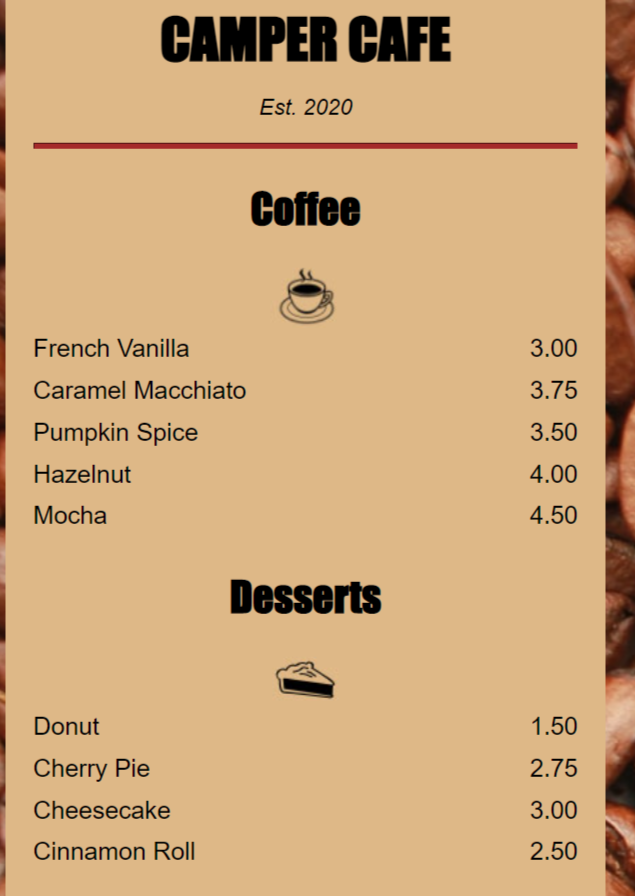 CAMPER CAFE
Est. 2020
Coffee
French Vanilla 3.00
Caramel Macchiato 3.75
Pumpkin Spice 3.50
Hazelnut 4.00
Mocha 4.50
Desserts
Donut 1.50
Cherry Pie 2.75
Cheesecake 3.00
Cinnamon Roll 2.50